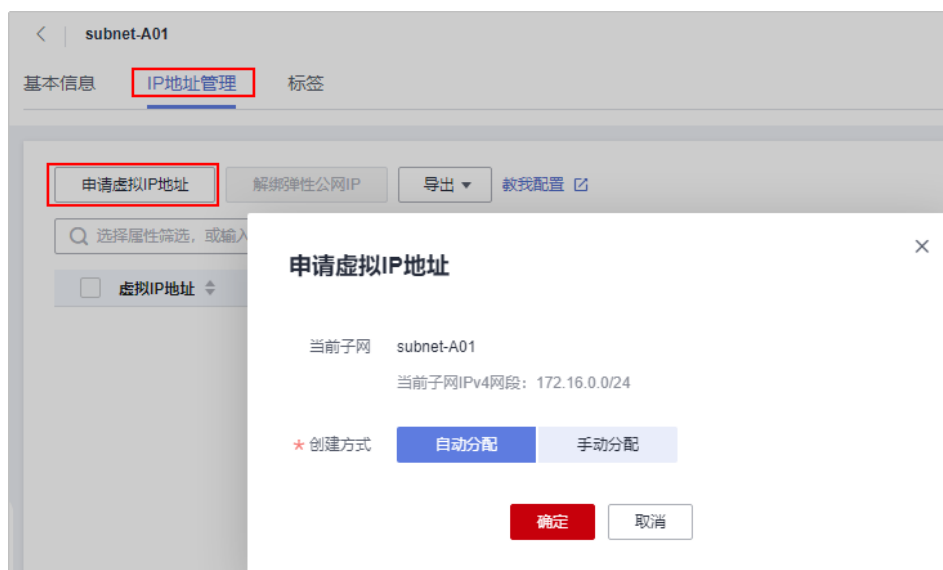 subnet-A01
基本信息 IP地址管理 标签
申请虚拟IP地址 解绑弹性公网IP 导出 教我配置
选择属性筛选，或输入
虚拟IP地址
申请虚拟IP地址
当前子网 subnet-A01
当前子网IPv4网段：172.16.0.0/24
* 创建方式 自动分配 手动分配
确定 取消